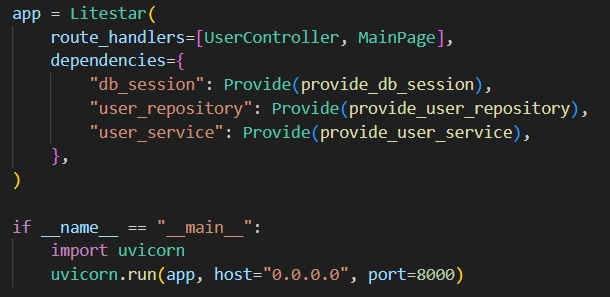 app = Litestar(
    route_handlers=[UserController, MainPage],
    dependencies={
        "db_session": Provide(provide_db_session),
        "user_repository": Provide(provide_user_repository),
        "user_service": Provide(provide_user_service),
    },
)

if __name__ == "__main__":
    import uvicorn
    uvicorn.run(app, host="0.0.0.0", port=8000)